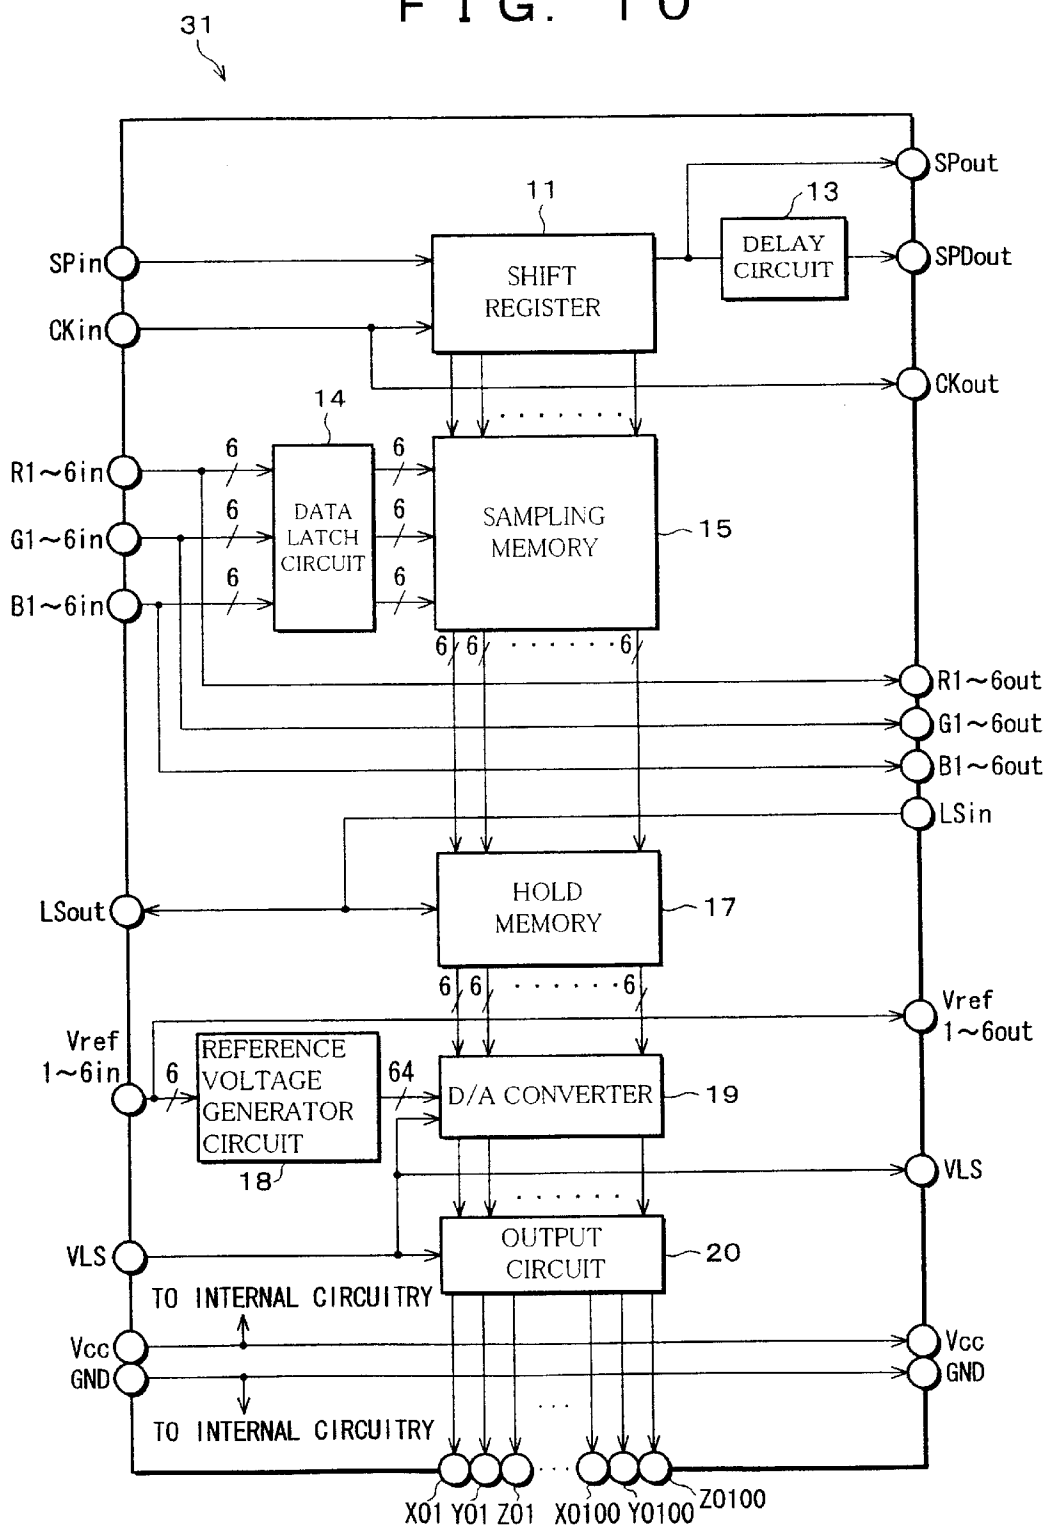 FIG. 10
31
SPout
11
13
SHIFT
REGISTER
DELAY
CIRCUIT
SPin
SPDout
CKin
CKout
14
R1~6in
6
6
DATA
LATCH
CIRCUIT
SAMPLING
MEMORY
15
G1~6in
6
6
B1~6in
6
6
6
6
· · · · · · ·
6
R1~6out
G1~6out
B1~6out
LSin
HOLD
MEMORY
17
LSout
6
6
· · · · · · ·
6
Vref
1~6out
Vref
1~6in
6
REFERENCE
VOLTAGE
GENERATOR
CIRCUIT
64
D/A CONVERTER
19
18
VLS
VLS
OUTPUT
CIRCUIT
20
TO INTERNAL CIRCUITRY
Vcc
Vcc
GND
GND
TO INTERNAL CIRCUITRY
X01 Y01 Z01 ··· X0100 Y0100 Z0100